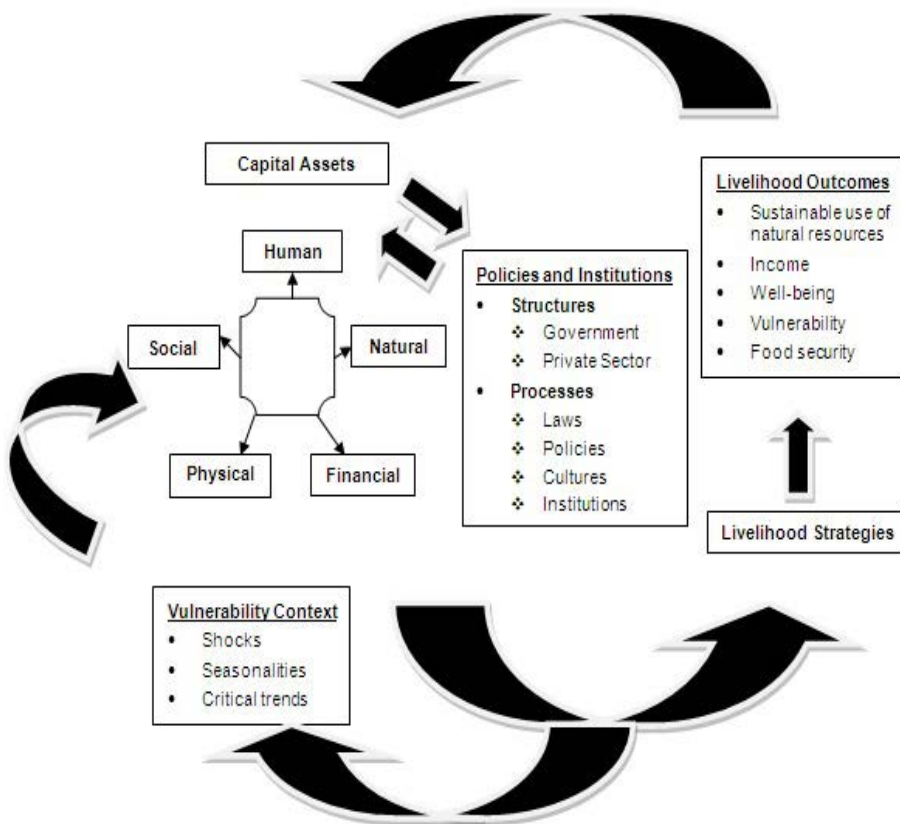 Capital Assets
Human
Social
Natural
Physical
Financial
Policies and Institutions
• Structures
❖ Government
❖ Private Sector
• Processes
❖ Laws
❖ Policies
❖ Cultures
❖ Institutions
Livelihood Outcomes
• Sustainable use of
natural resources
• Income
• Well-being
• Vulnerability
• Food security
Livelihood Strategies
Vulnerability Context
• Shocks
• Seasonalities
• Critical trends